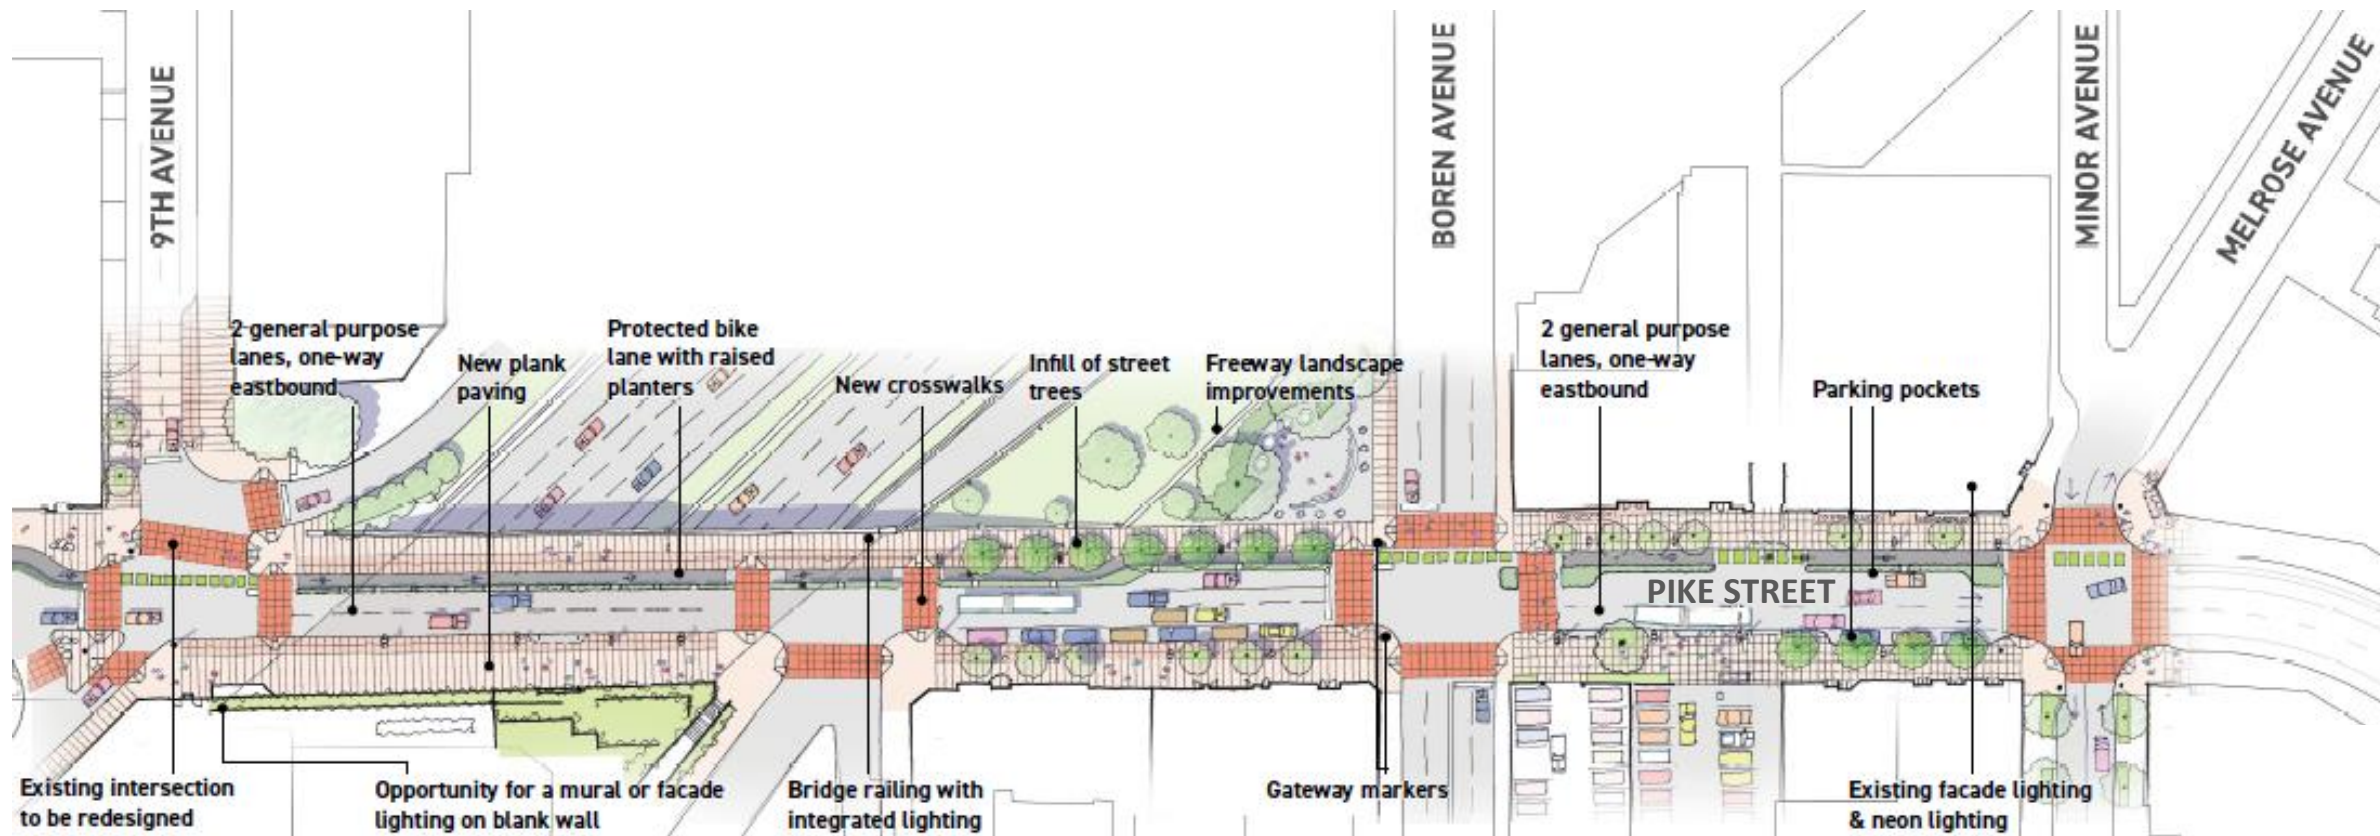 9TH AVENUE
BOREN AVENUE
MINOR AVENUE
MELROSE AVENUE
2 general purpose
lanes, one-way
eastbound
New plank
paving
Protected bike
lane with raised
planters
New crosswalks
Infill of street
trees
Freeway landscape
improvements
2 general purpose
lanes, one-way
eastbound
Parking pockets
PIKE STREET
Existing intersection
to be redesigned
Opportunity for a mural or facade
lighting on blank wall
Bridge railing with
integrated lighting
Gateway markers
Existing facade lighting
& neon lighting